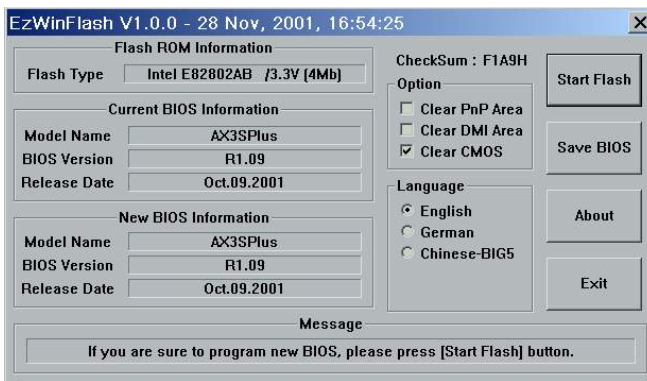 EzWinFlash V1.0.0 - 28 Nov, 2001, 16:54:25
Flash ROM Information
Flash Type Intel E82802AB /3.3V (4Mb)
Current BIOS Information
Model Name AX3SPlus
BIOS Version R1.09
Release Date Oct.09.2001
New BIOS Information
Model Name AX3SPlus
BIOS Version R1.09
Release Date Oct.09.2001
CheckSum : F1A9H
Option
Clear PnP Area
Clear DMI Area
Clear CMOS
Language
English
German
Chinese-BIG5
Start Flash
Save BIOS
About
Exit
Message
If you are sure to program new BIOS, please press [Start Flash] button.